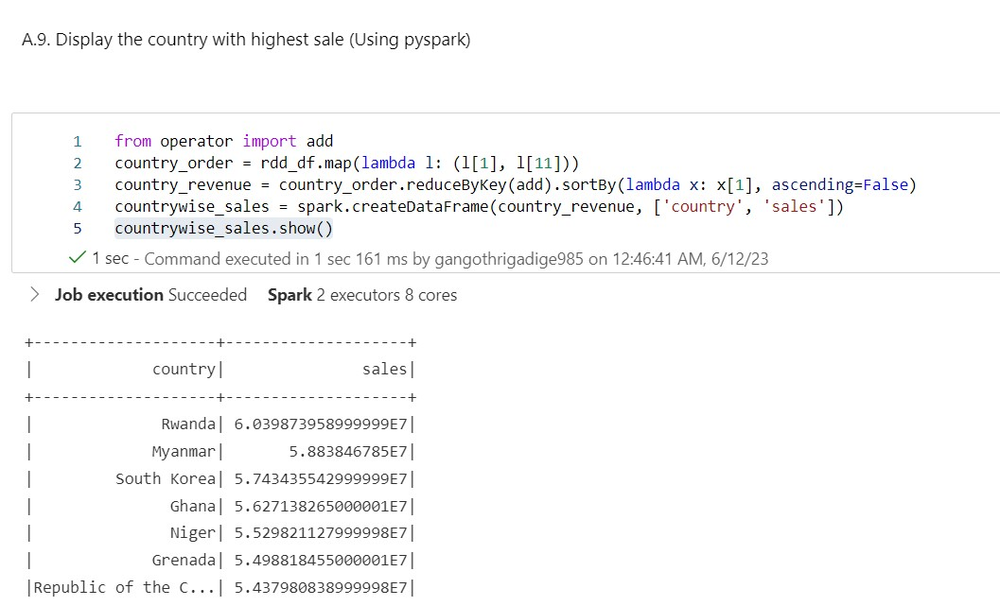 A.9. Display the country with highest sale (Using pyspark)
1 from operator import add
2 country_order = rdd_df.map(lambda l: (l[1], l[11]))
3 country_revenue = country_order.reduceByKey(add).sortBy(lambda x: x[1], ascending=False)
4 countrywise_sales = spark.createDataFrame(country_revenue, ['country', 'sales'])
5 countrywise_sales.show()
1 sec - Command executed in 1 sec 161 ms by gangothrigadige985 on 12:46:41 AM, 6/12/23
Job execution Succeeded Spark 2 executors 8 cores
+--------------------+--------------------+
| country| sales|
+--------------------+--------------------+
| Rwanda| 6.039873958999999E7|
| Myanmar| 5.883846785E7|
| South Korea| 5.743435542999999E7|
| Ghana| 5.627138265000001E7|
| Niger| 5.529821127999998E7|
| Grenada| 5.498818455000001E7|
|Republic of the C...| 5.437980838999998E7|